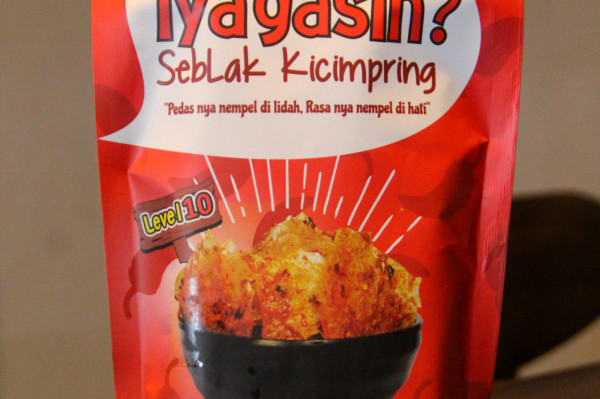 Iyagasih?
SebLak Kicimpring
"Pedas nya nempel di lidah, Rasa nya nempel di hati"
Level 10